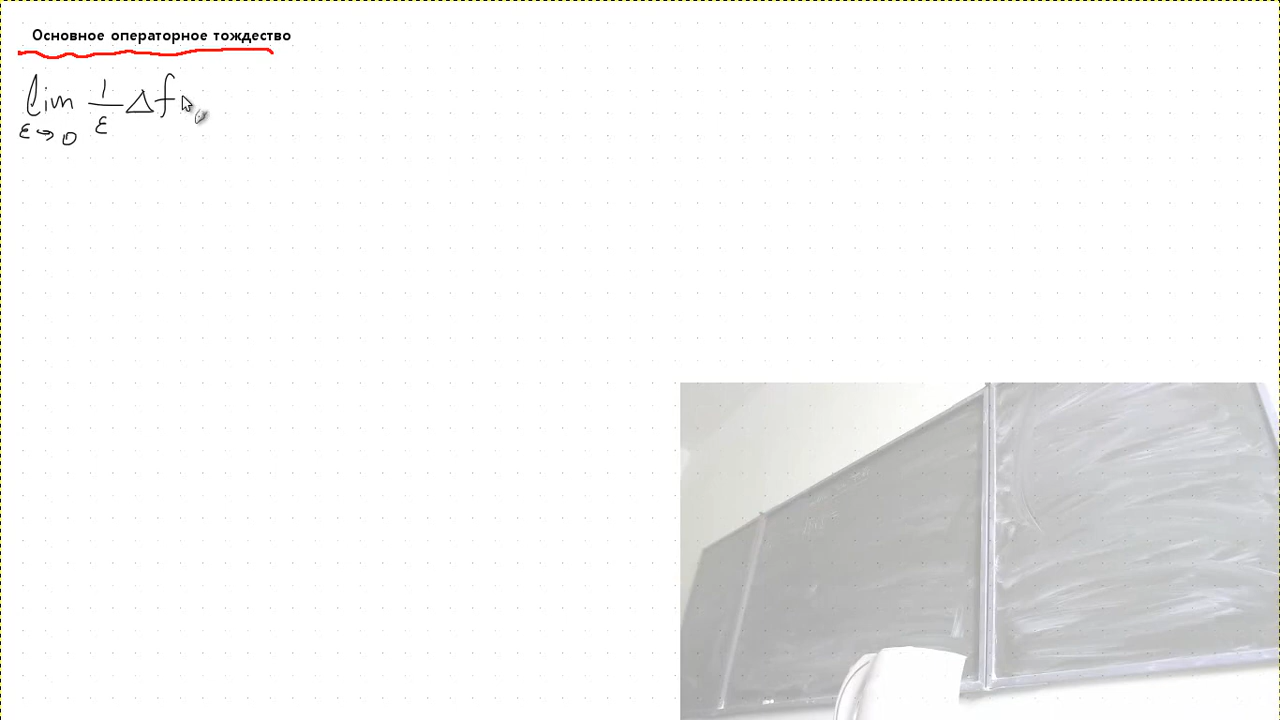 Основное операторное тождество
lim 1/ε Δf
ε→0